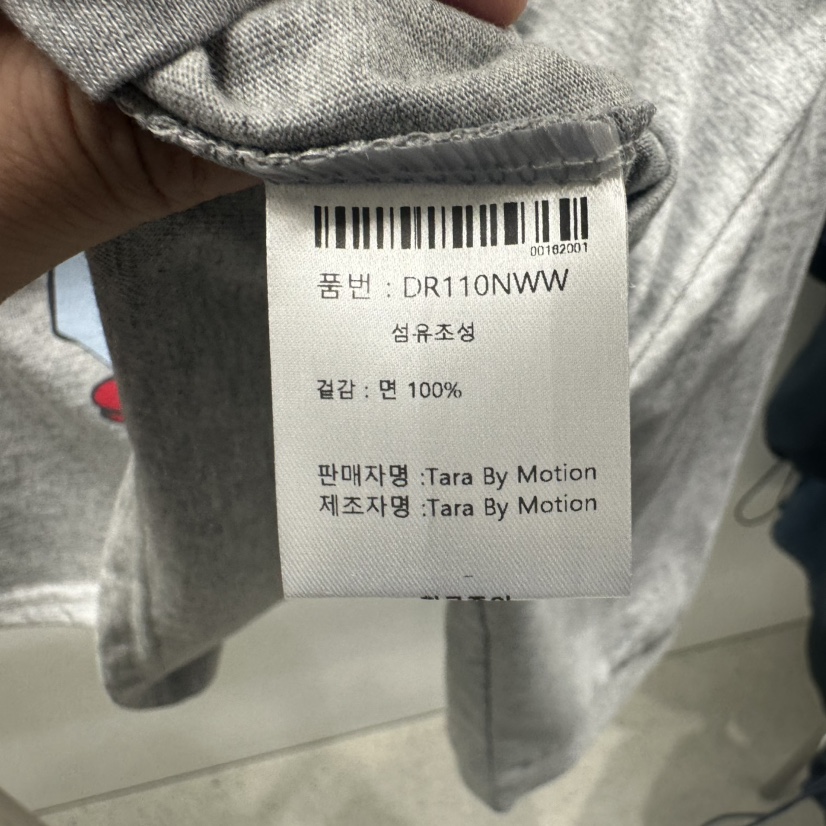 00162001
품번 : DR110NWW
섬유조성
겉감 : 면 100%
판매자명 :Tara By Motion
제조자명 :Tara By Motion